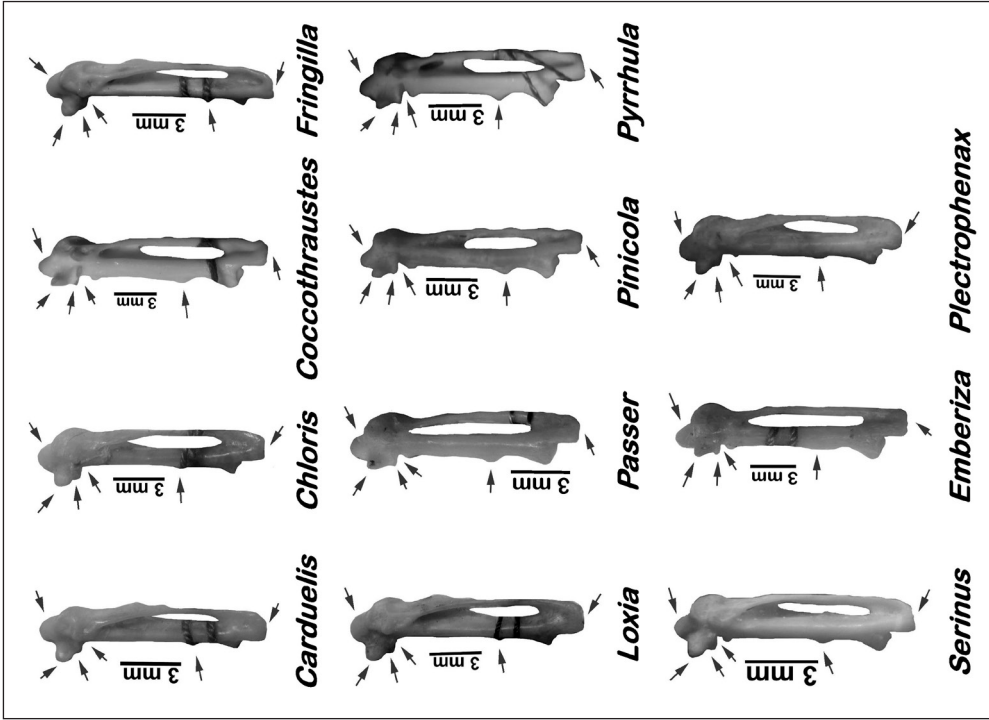 3 mm
3 mm
3 mm
3 mm
Carduelis
Chloris
Coccothraustes
Fringilla
3 mm
3 mm
3 mm
3 mm
Loxia
Passer
Pinicola
Pyrrhula
3 mm
3 mm
3 mm
Serinus
Emberiza
Plectrophenax